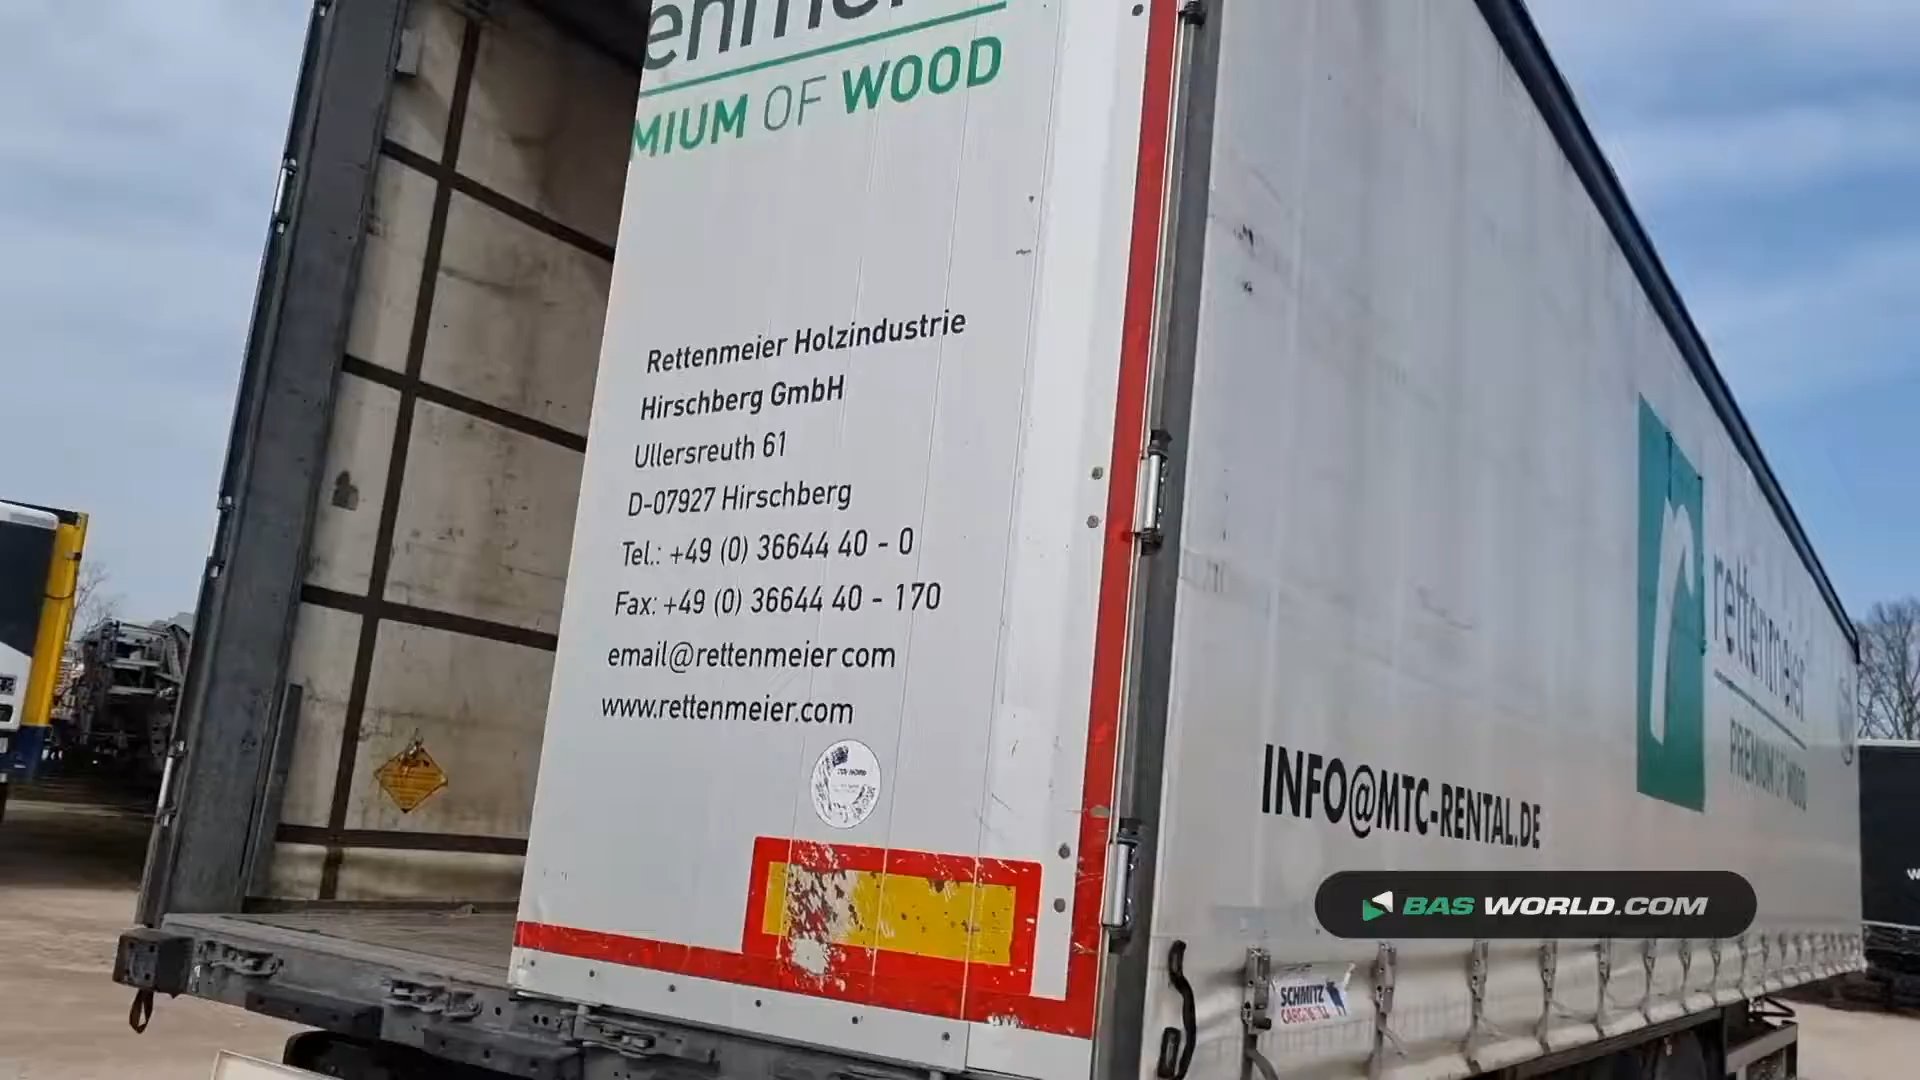 enmei
MIUM OF WOOD
Rettenmeier Holzindustrie
Hirschberg GmbH
Ullersreuth 61
D-07927 Hirschberg
Tel.: +49 (0) 36644 40 - 0
Fax: +49 (0) 36644 40 - 170
email@rettenmeier.com
www.rettenmeier.com
rettenmeier
PREMIUM OF WOOD
INFO@MTC-RENTAL.DE
BAS WORLD.COM
SCHMITZ
CARGOBULL